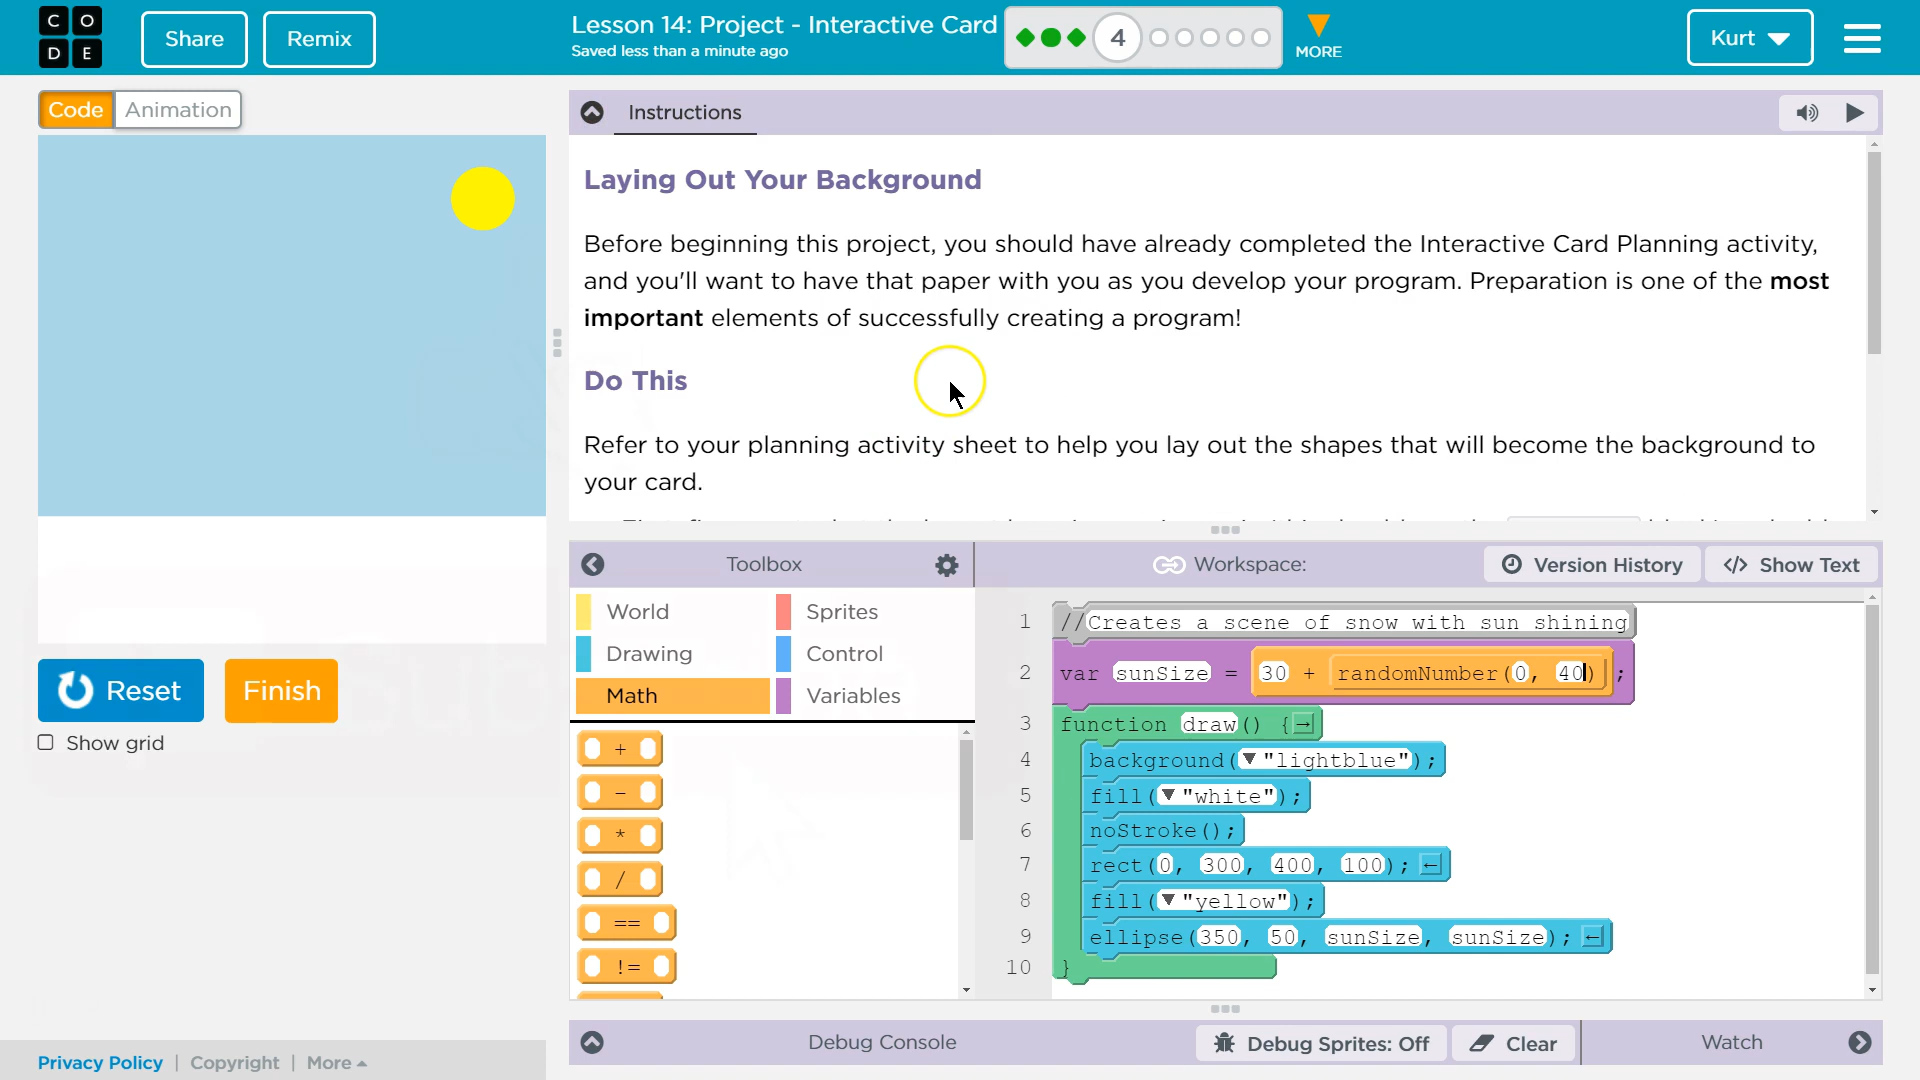 C O
D E
Share
Remix
Lesson 14: Project - Interactive Card
Saved less than a minute ago
4
MORE
Kurt
Code
Animation
Instructions
Laying Out Your Background
Before beginning this project, you should have already completed the Interactive Card Planning activity,
and you'll want to have that paper with you as you develop your program. Preparation is one of the most
important elements of successfully creating a program!
Do This
Refer to your planning activity sheet to help you lay out the shapes that will become the background to
your card.
Reset
Finish
Show grid
Toolbox
Workspace:
Version History
</> Show Text
World
Sprites
Drawing
Control
Math
Variables
+
-
*
/
==
!=
1 //Creates a scene of snow with sun shining
2 var sunSize = 30 + randomNumber(0, 40);
3 function draw() {
4 background("lightblue");
5 fill("white");
6 noStroke();
7 rect(0, 300, 400, 100);
8 fill("yellow");
9 ellipse(350, 50, sunSize, sunSize);
10 }
Debug Console
Debug Sprites: Off
Clear
Watch
Privacy Policy | Copyright | More